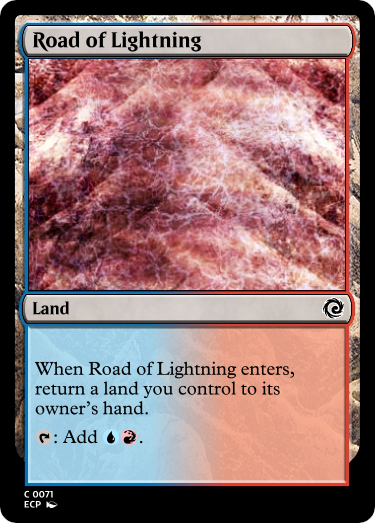 Road of Lightning
Land
When Road of Lightning enters,
return a land you control to its
owner's hand.
: Add .
C 0071
ECP